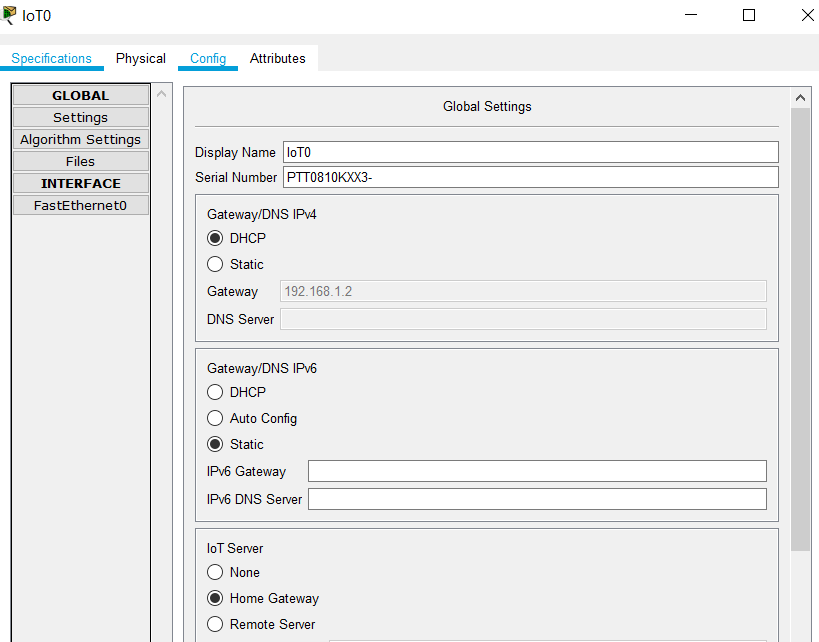 IoT0
Specifications Physical Config Attributes
GLOBAL
Settings
Algorithm Settings
Files
INTERFACE
FastEthernet0
Global Settings
Display Name IoT0
Serial Number PTT0810KXX3-
Gateway/DNS IPv4
DHCP
Static
Gateway 192.168.1.2
DNS Server
Gateway/DNS IPv6
DHCP
Auto Config
Static
IPv6 Gateway
IPv6 DNS Server
IoT Server
None
Home Gateway
Remote Server